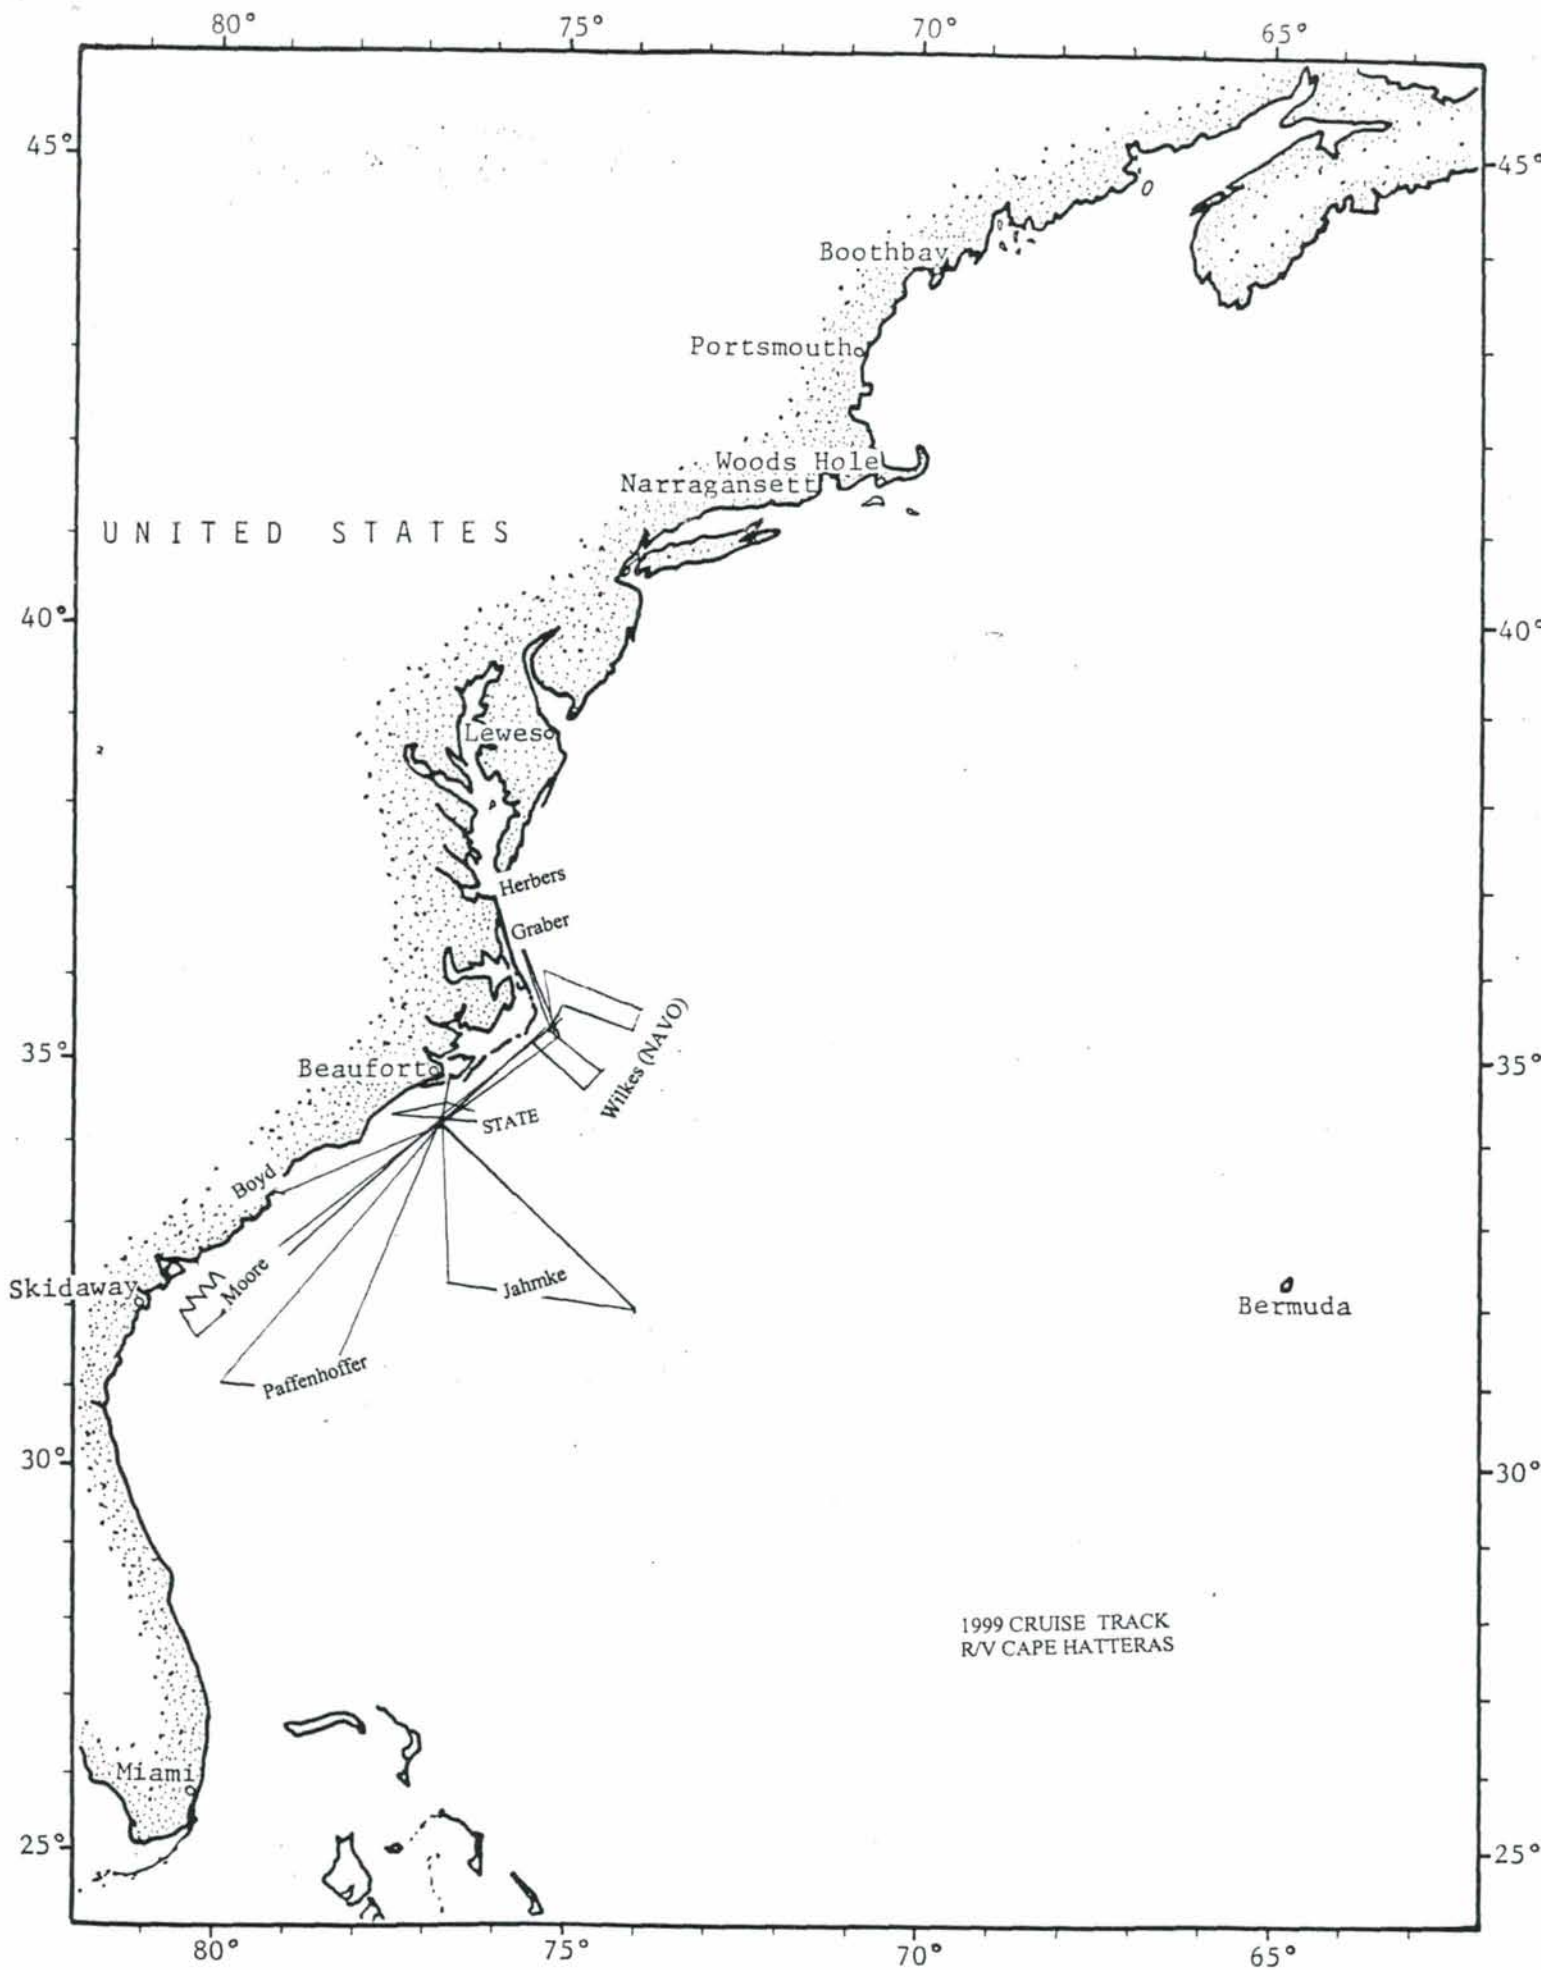 80° 75° 70° 65°
45° 45°
Boothbay
Portsmouth
Woods Hole
Narragansett
UNITED STATES
40° 40°
Lewes
Herbers
Graber
Wilkes (NAVO)
35° 35°
Beaufort
STATE
Boyd
Moore
Jahmke
Skidaway
Bermuda
Paffenhoffer
30° 30°
1999 CRUISE TRACK
R/V CAPE HATTERAS
Miami
25° 25°
80° 75° 70° 65°